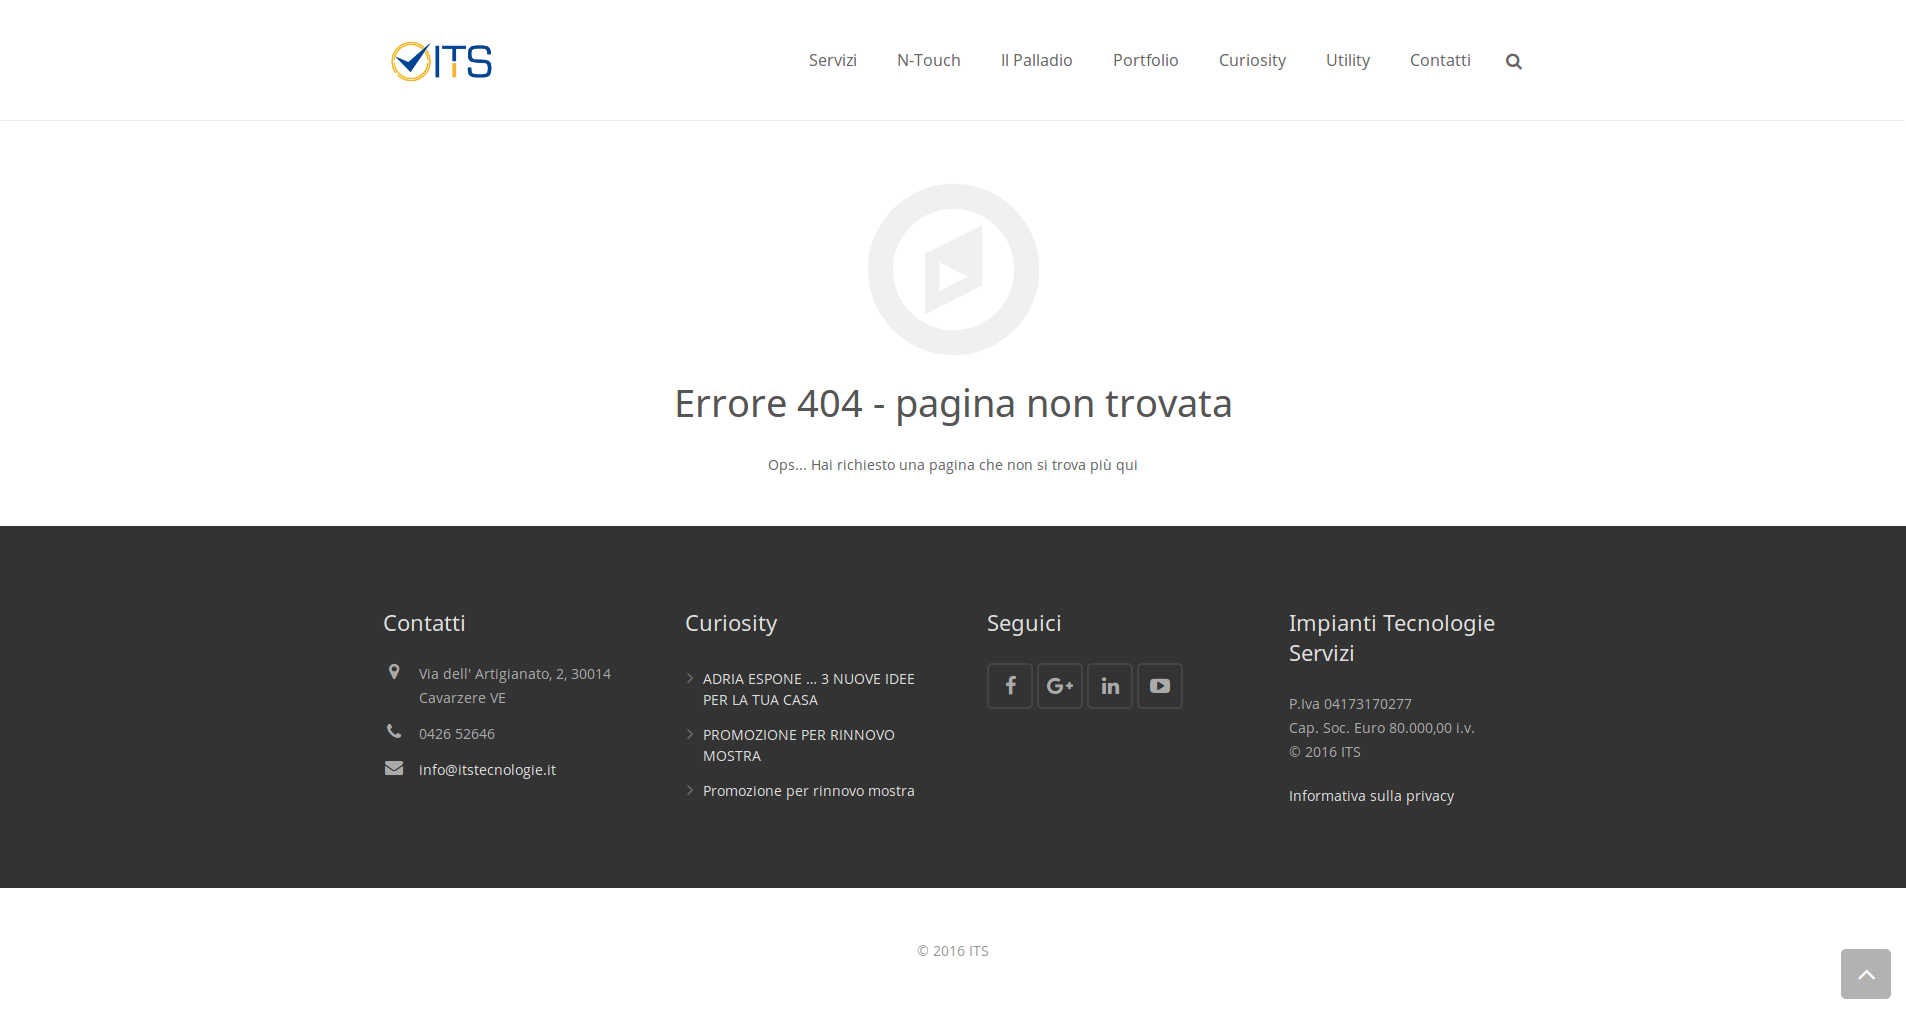 ITS
Servizi
N-Touch
Il Palladio
Portfolio
Curiosity
Utility
Contatti
Errore 404 - pagina non trovata
Ops... Hai richiesto una pagina che non si trova più qui
Contatti
Via dell' Artigianato, 2, 30014
Cavarzere VE
0426 52646
info@itstecnologie.it
Curiosity
ADRIA ESPONE ... 3 NUOVE IDEE
PER LA TUA CASA
PROMOZIONE PER RINNOVO
MOSTRA
Promozione per rinnovo mostra
Seguici
Impianti Tecnologie
Servizi
P.Iva 04173170277
Cap. Soc. Euro 80.000,00 i.v.
© 2016 ITS
Informativa sulla privacy
© 2016 ITS